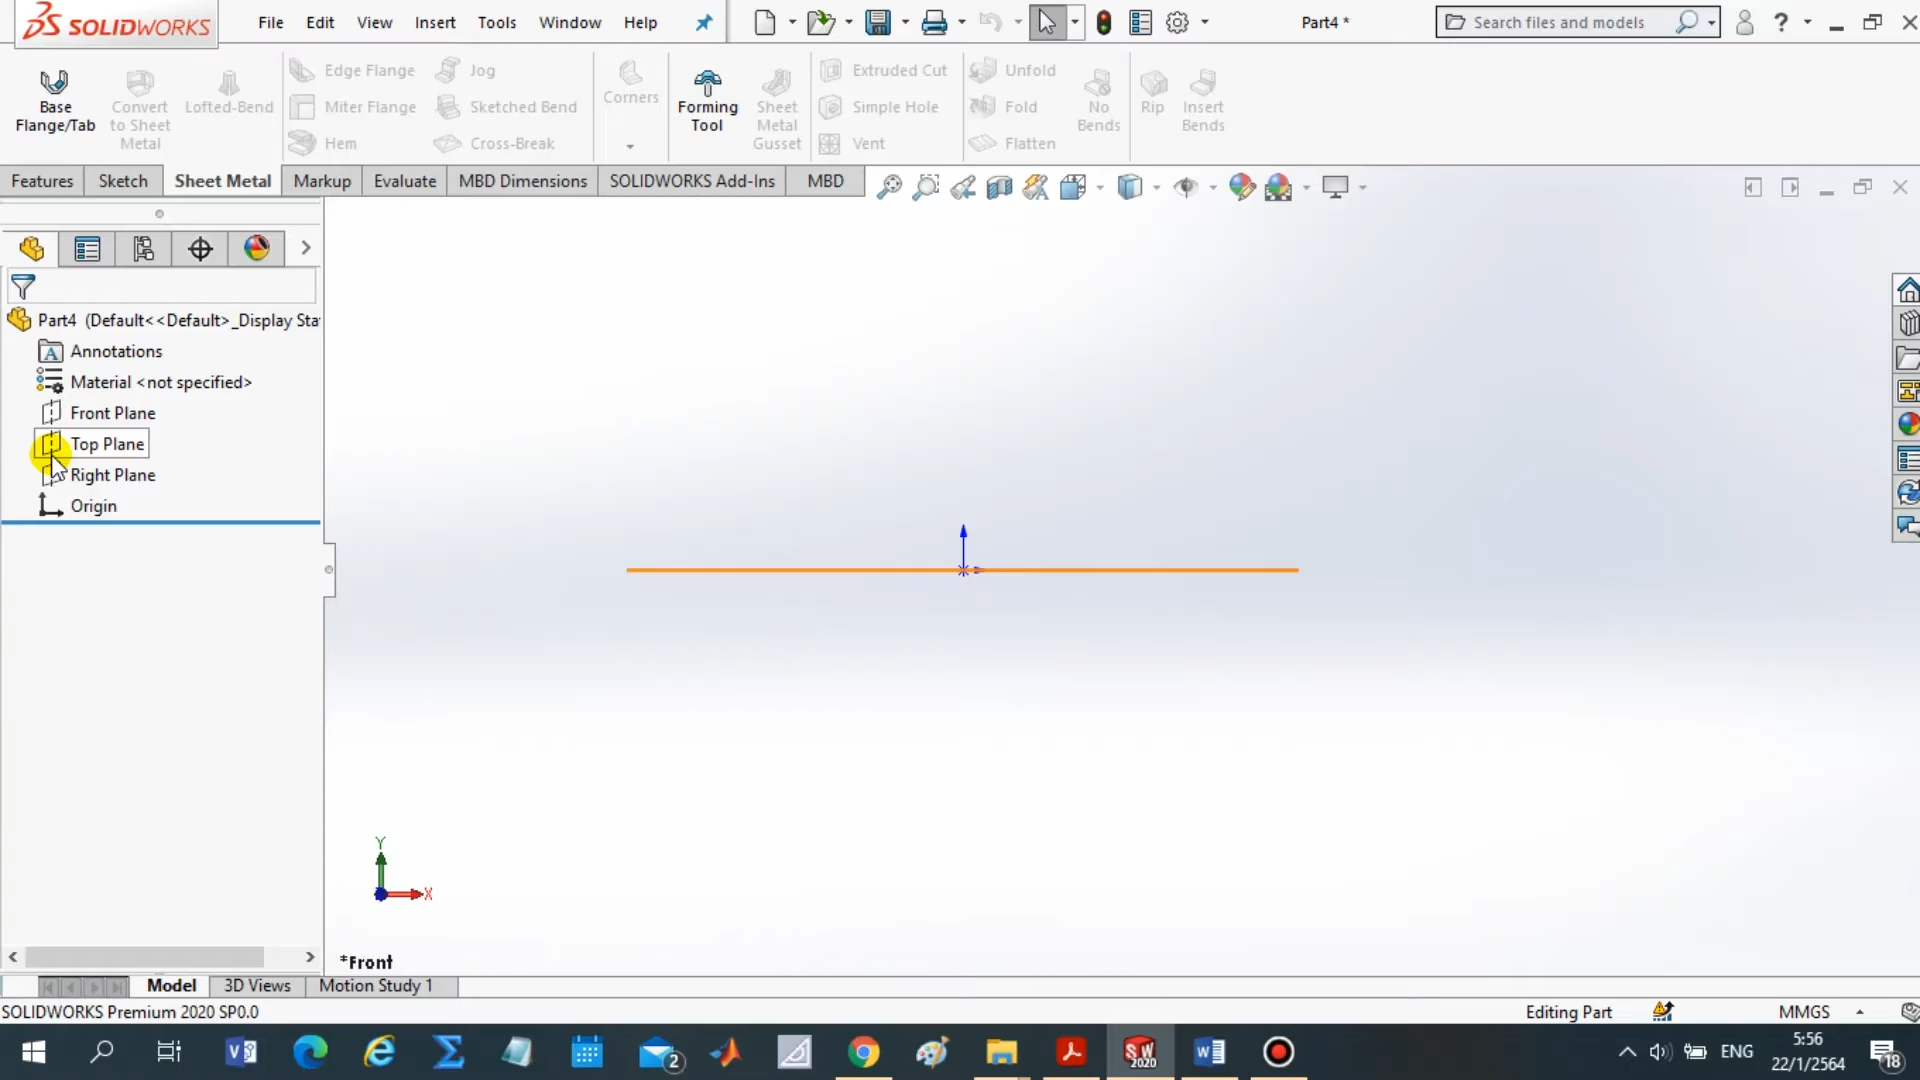 SOLIDWORKS File Edit View Insert Tools Window Help Part4 * Search files and models ?
Base Flange/Tab
Convert to Sheet Metal
Lofted-Bend
Edge Flange
Miter Flange
Hem
Jog
Sketched Bend
Cross-Break
Corners
Forming Tool
Sheet Metal Gusset
Extruded Cut
Simple Hole
Vent
Unfold
Fold
Flatten
No Bends
Rip
Insert Bends
Features Sketch Sheet Metal Markup Evaluate MBD Dimensions SOLIDWORKS Add-Ins MBD
Part4 (Default<<Default>_Display Sta
Annotations
Material <not specified>
Front Plane
Top Plane
Right Plane
Origin
Y
X
*Front
Model 3D Views Motion Study 1
SOLIDWORKS Premium 2020 SP0.0 Editing Part MMGS
2
SW 2020
ENG
5:56
22/1/2564
18